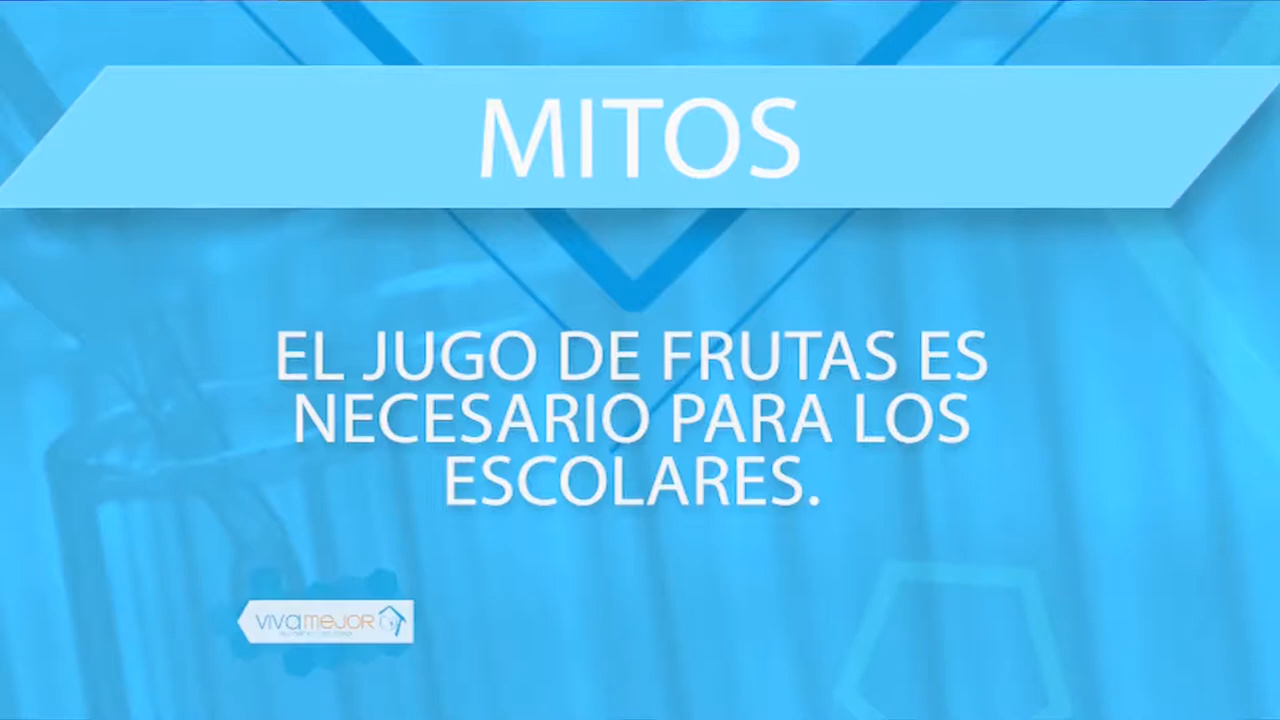 MITOS
EL JUGO DE FRUTAS ES
NECESARIO PARA LOS
ESCOLARES.
VIVAMEJOR